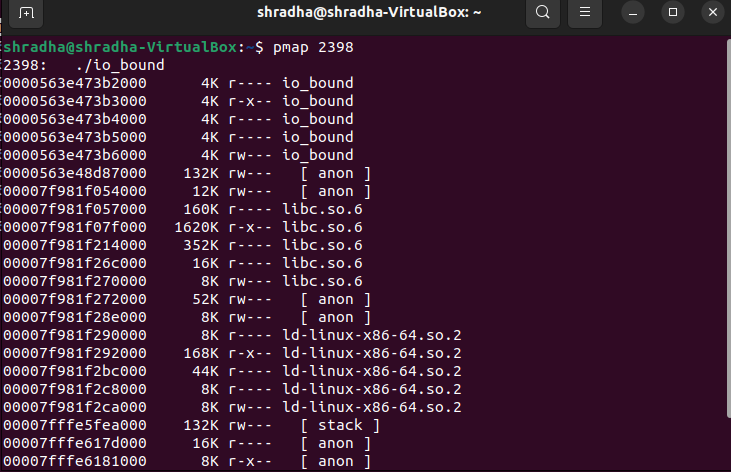 shradha@shradha-VirtualBox: ~
shradha@shradha-VirtualBox:~$ pmap 2398
2398:   ./io_bound
0000563e473b2000      4K r---- io_bound
0000563e473b3000      4K r-x-- io_bound
0000563e473b4000      4K r---- io_bound
0000563e473b5000      4K r---- io_bound
0000563e473b6000      4K rw--- io_bound
0000563e48d87000    132K rw---   [ anon ]
00007f981f054000     12K rw---   [ anon ]
00007f981f057000    160K r---- libc.so.6
00007f981f07f000   1620K r-x-- libc.so.6
00007f981f214000    352K r---- libc.so.6
00007f981f26c000     16K r---- libc.so.6
00007f981f270000      8K rw--- libc.so.6
00007f981f272000     52K rw---   [ anon ]
00007f981f28e000      8K rw---   [ anon ]
00007f981f290000      8K r---- ld-linux-x86-64.so.2
00007f981f292000    168K r-x-- ld-linux-x86-64.so.2
00007f981f2bc000     44K r---- ld-linux-x86-64.so.2
00007f981f2c8000      8K r---- ld-linux-x86-64.so.2
00007f981f2ca000      8K rw--- ld-linux-x86-64.so.2
00007fffe5fea000    132K rw---   [ stack ]
00007fffe617d000     16K r----   [ anon ]
00007fffe6181000      8K r-x--   [ anon ]